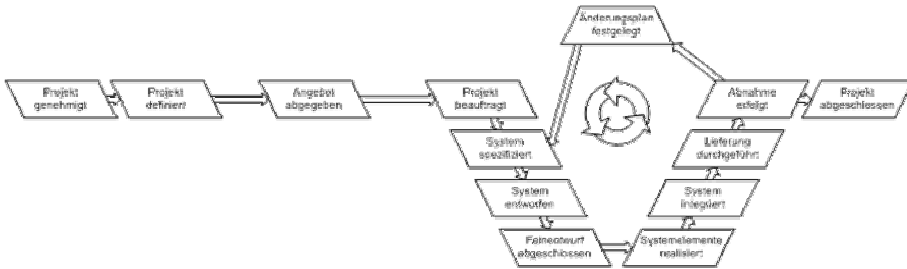 Änderungsplan
festgelegt
Projekt
genehmigt
Projekt
definiert
Angebot
abgegeben
Projekt
beauftragt
Abnahme
erfolgt
Projekt
abgeschlossen
System
spezifiziert
Lieferung
durchgeführt
System
entworfen
System
integriert
Feinentwurf
abgeschlossen
Systemelemente
realisiert